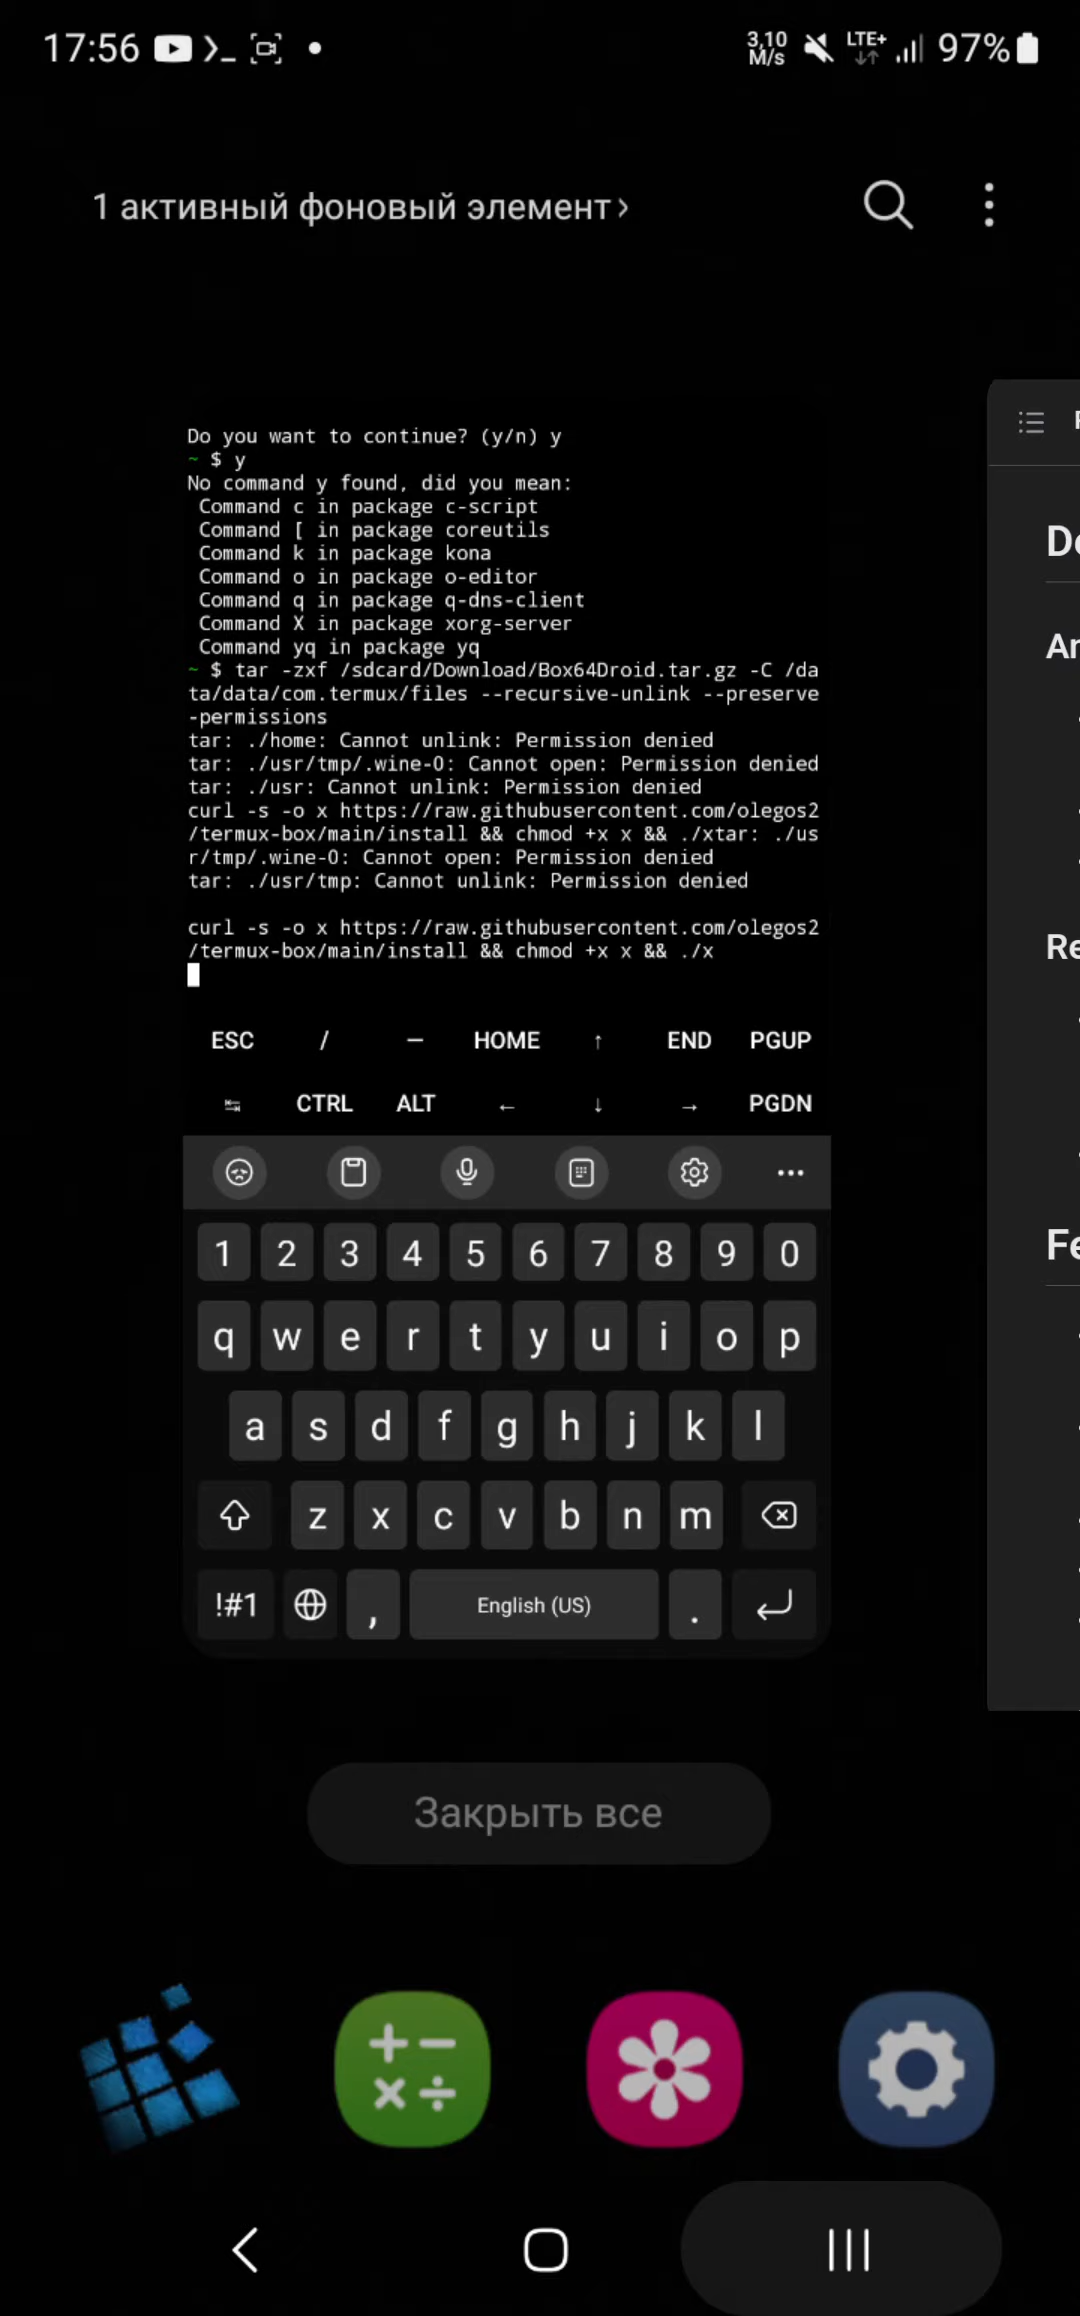 17:56
3,10 M/s LTE+ 97%
1 активный фоновый элемент ›
Do you want to continue? (y/n) y
~ $ y
No command y found, did you mean:
Command c in package c-script
Command [ in package coreutils
Command k in package kona
Command o in package o-editor
Command q in package q-dns-client
Command X in package xorg-server
Command yq in package yq
~ $ tar -zxf /sdcard/Download/Box64Droid.tar.gz -C /da
ta/data/com.termux/files --recursive-unlink --preserve
-permissions
tar: ./home: Cannot unlink: Permission denied
tar: ./usr/tmp/.wine-0: Cannot open: Permission denied
tar: ./usr: Cannot unlink: Permission denied
curl -s -o x https://raw.githubusercontent.com/olegos2
/termux-box/main/install && chmod +x x && ./xtar: ./us
r/tmp/.wine-0: Cannot open: Permission denied
tar: ./usr/tmp: Cannot unlink: Permission denied
curl -s -o x https://raw.githubusercontent.com/olegos2
/termux-box/main/install && chmod +x x && ./x
ESC / — HOME ↑ END PGUP
↹ CTRL ALT ← ↓ → PGDN
1 2 3 4 5 6 7 8 9 0
q w e r t y u i o p
a s d f g h j k l
z x c v b n m
!#1 , English (US) .
Закрыть все